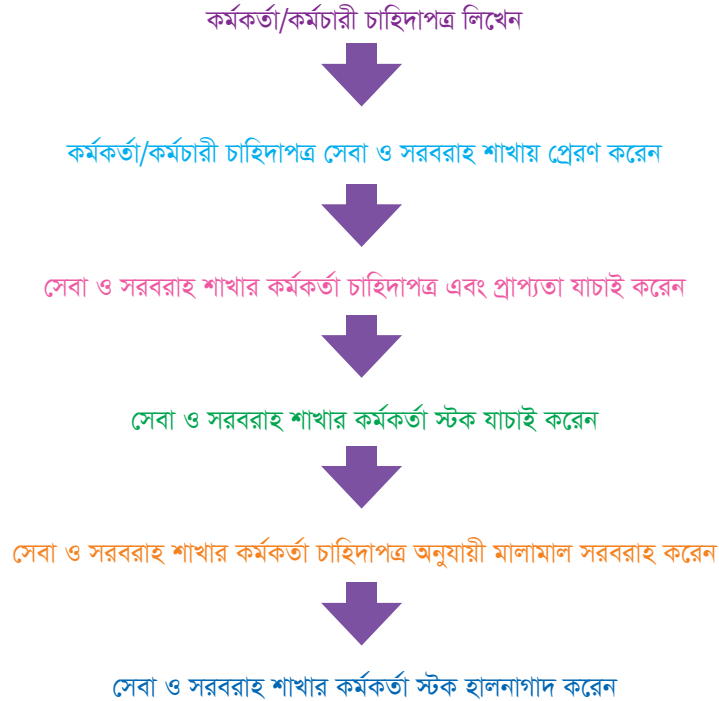 কর্মকর্তা/কর্মচারী চাহিদাপত্র লিখেন
কর্মকর্তা/কর্মচারী চাহিদাপত্র সেবা ও সরবরাহ শাখায় প্রেরণ করেন
সেবা ও সরবরাহ শাখার কর্মকর্তা চাহিদাপত্র এবং প্রাপ্যতা যাচাই করেন
সেবা ও সরবরাহ শাখার কর্মকর্তা স্টক যাচাই করেন
সেবা ও সরবরাহ শাখার কর্মকর্তা চাহিদাপত্র অনুযায়ী মালামাল সরবরাহ করেন
সেবা ও সরবরাহ শাখার কর্মকর্তা স্টক হালনাগাদ করেন